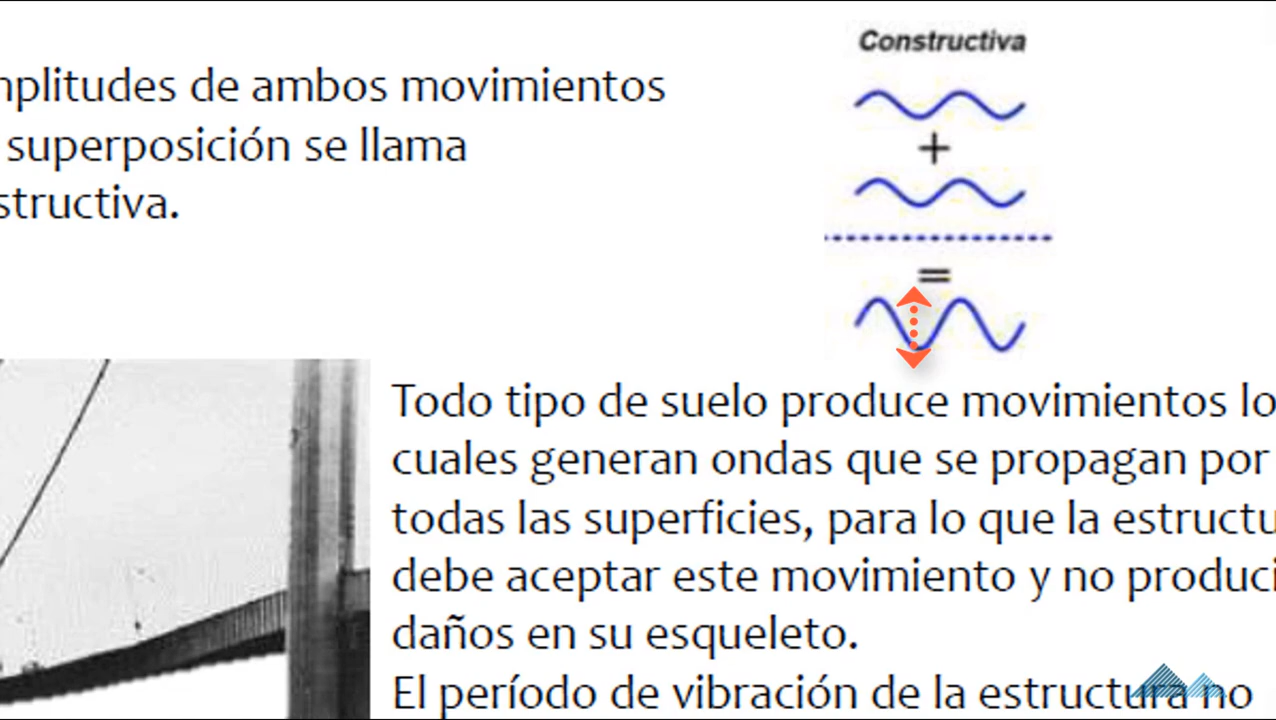 Constructiva
mplitudes de ambos movimientos
superposición se llama
structiva.
+
=
Todo tipo de suelo produce movimientos lo
cuales generan ondas que se propagan por
todas las superficies, para lo que la estructu
debe aceptar este movimiento y no produci
daños en su esqueleto.
El período de vibración de la estructura no